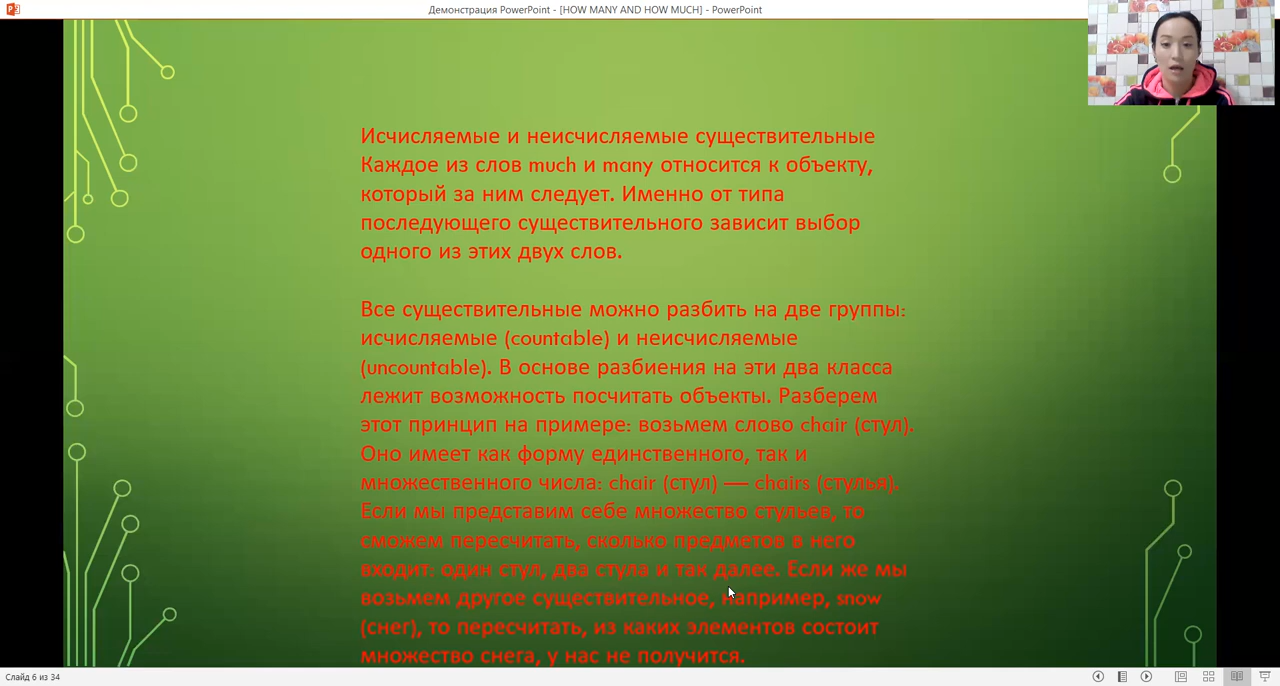 Демонстрация PowerPoint - [HOW MANY AND HOW MUCH] - PowerPoint
Исчисляемые и неисчисляемые существительные
Каждое из слов much и many относится к объекту,
который за ним следует. Именно от типа
последующего существительного зависит выбор
одного из этих двух слов.
Все существительные можно разбить на две группы:
исчисляемые (countable) и неисчисляемые
(uncountable). В основе разбиения на эти два класса
лежит возможность посчитать объекты. Разберем
этот принцип на примере: возьмем слово chair (стул).
Оно имеет как форму единственного, так и
множественного числа: chair (стул) — chairs (стулья).
Если мы представим себе множество стульев, то
сможем пересчитать, сколько предметов в него
входит: один стул, два стула и так далее. Если же мы
возьмем другое существительное, например, snow
(снег), то пересчитать, из каких элементов состоит
множество снега, у нас не получится.
Слайд 6 из 34